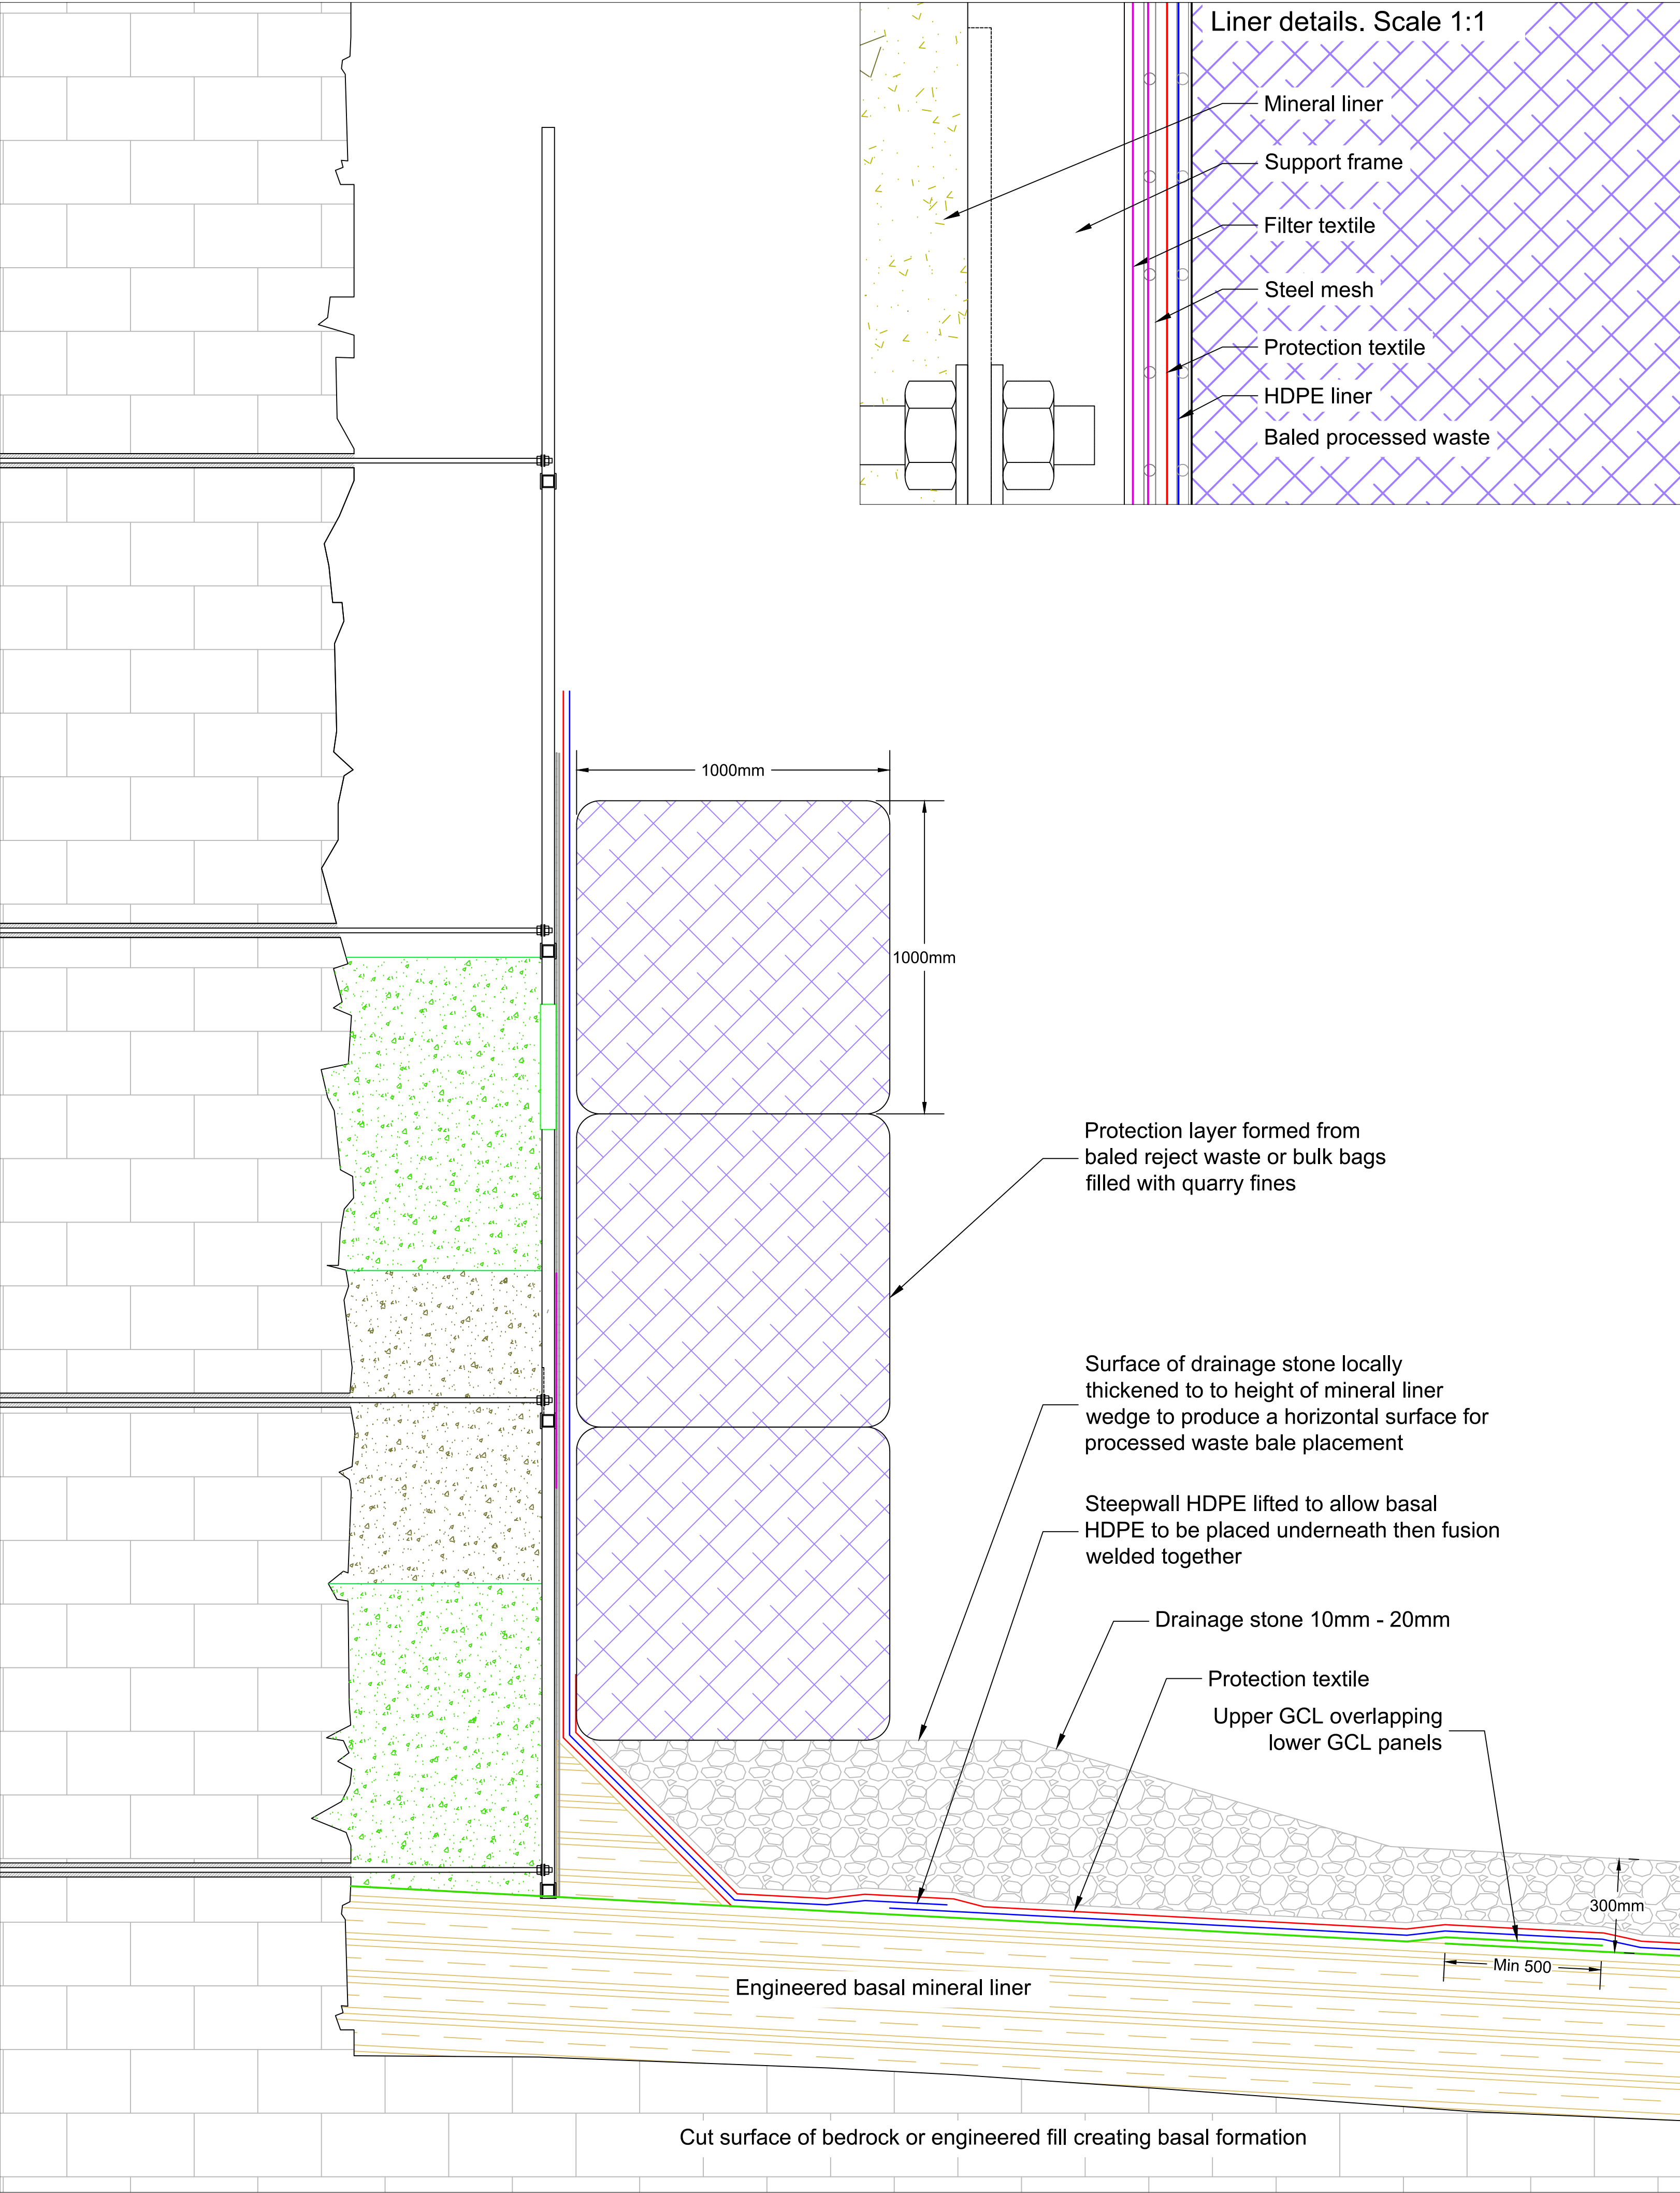 Liner details. Scale 1:1
Mineral liner
Support frame
Filter textile
Steel mesh
Protection textile
HDPE liner
Baled processed waste
1000mm
1000mm
Protection layer formed from
baled reject waste or bulk bags
filled with quarry fines
Surface of drainage stone locally
thickened to to height of mineral liner
wedge to produce a horizontal surface for
processed waste bale placement
Steepwall HDPE lifted to allow basal
HDPE to be placed underneath then fusion
welded together
Drainage stone 10mm - 20mm
Protection textile
Upper GCL overlapping
lower GCL panels
300mm
Min 500
Engineered basal mineral liner
Cut surface of bedrock or engineered fill creating basal formation